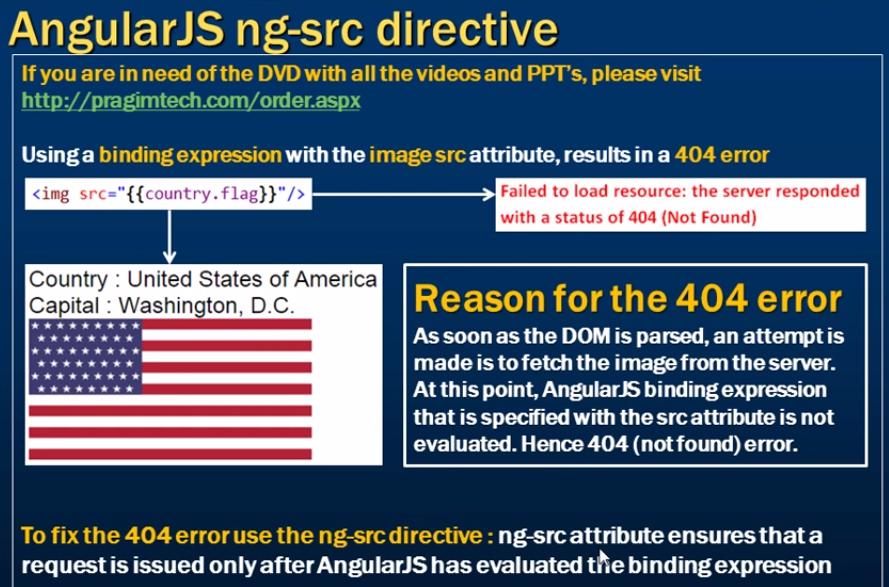 AngularJS ng-src directive
If you are in need of the DVD with all the videos and PPT's, please visit
http://pragimtech.com/order.aspx
Using a binding expression with the image src attribute, results in a 404 error
<img src="{{country.flag}}"/>
Failed to load resource: the server responded
with a status of 404 (Not Found)
Country : United States of America
Capital : Washington, D.C.
Reason for the 404 error
As soon as the DOM is parsed, an attempt is
made is to fetch the image from the server.
At this point, AngularJS binding expression
that is specified with the src attribute is not
evaluated. Hence 404 (not found) error.
To fix the 404 error use the ng-src directive : ng-src attribute ensures that a
request is issued only after AngularJS has evaluated the binding expression